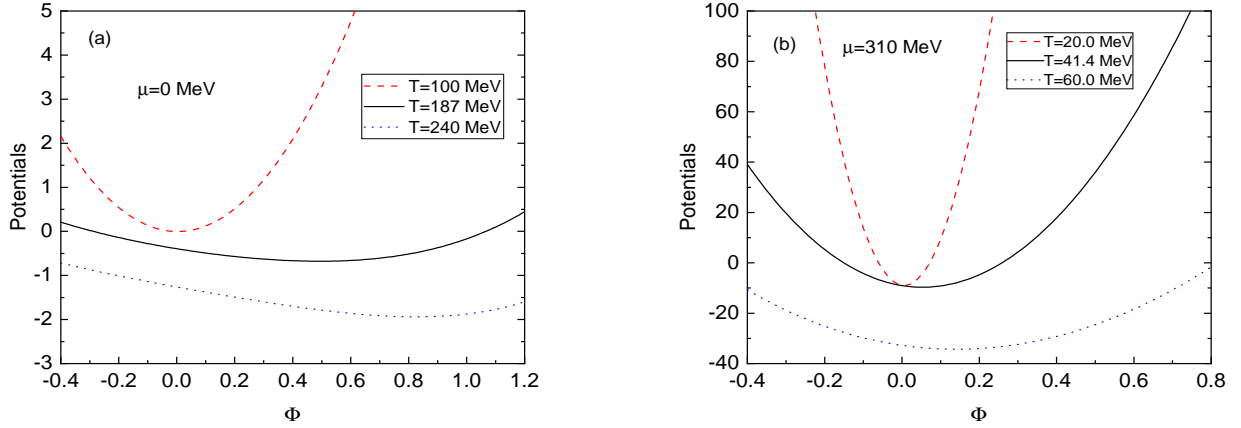 (a)
μ=0 MeV
T=100 MeV
T=187 MeV
T=240 MeV
5
4
3
2
1
0
-1
-2
-3
Potentials
-0.4 -0.2 0.0 0.2 0.4 0.6 0.8 1.0 1.2
Φ
(b)
μ=310 MeV
T=20.0 MeV
T=41.4 MeV
T=60.0 MeV
100
80
60
40
20
0
-20
-40
Potentials
-0.4 -0.2 0.0 0.2 0.4 0.6 0.8
Φ